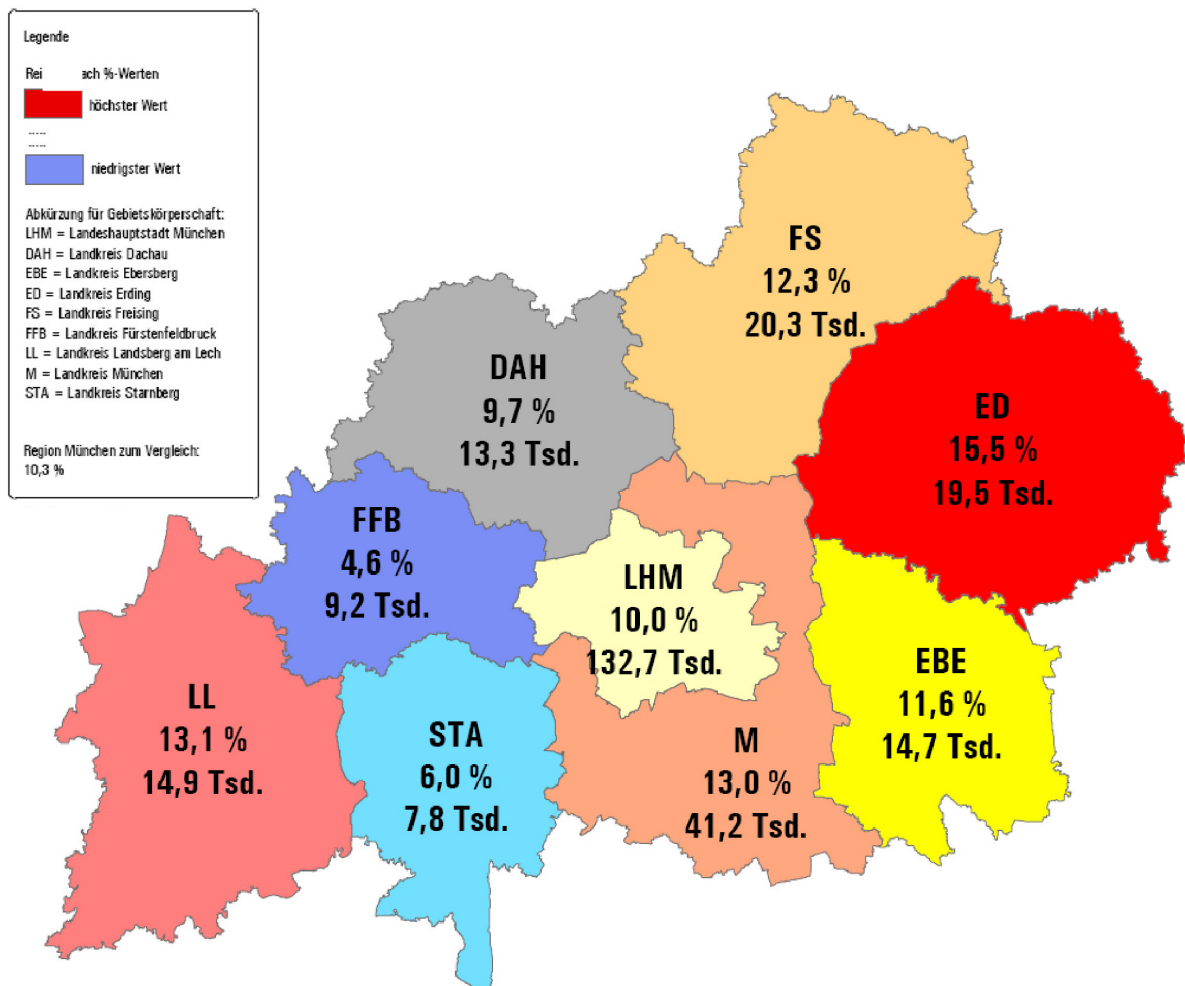 Legende
Rei ach %-Werten
höchster Wert
.....
.....
niedrigster Wert
Abkürzung für Gebietskörperschaft:
LHM = Landeshauptstadt München
DAH = Landkreis Dachau
EBE = Landkreis Ebersberg
ED = Landkreis Erding
FS = Landkreis Freising
FFB = Landkreis Fürstenfeldbruck
LL = Landkreis Landsberg am Lech
M = Landkreis München
STA = Landkreis Starnberg
Region München zum Vergleich:
10,3 %
FS
12,3 %
20,3 Tsd.
DAH
9,7 %
13,3 Tsd.
ED
15,5 %
19,5 Tsd.
FFB
4,6 %
9,2 Tsd.
LHM
10,0 %
132,7 Tsd.
EBE
11,6 %
14,7 Tsd.
LL
13,1 %
14,9 Tsd.
STA
6,0 %
7,8 Tsd.
M
13,0 %
41,2 Tsd.